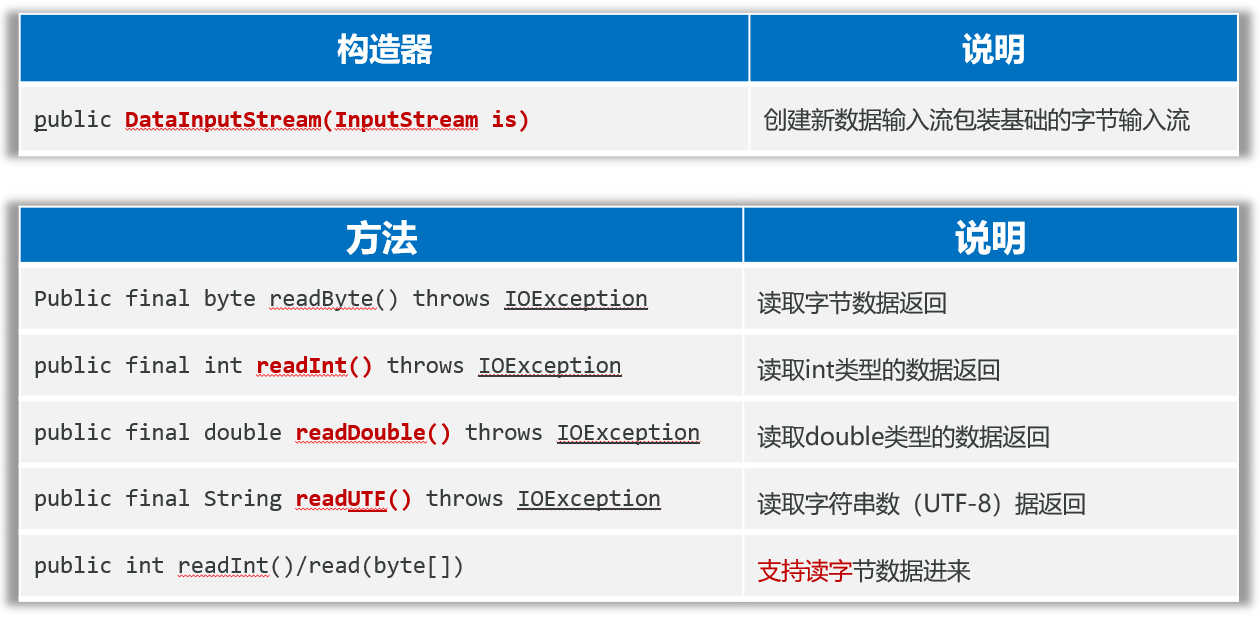 构造器 说明
public DataInputStream(InputStream is) 创建新数据输入流包装基础的字节输入流
方法 说明
Public final byte readByte() throws IOException 读取字节数据返回
public final int readInt() throws IOException 读取int类型的数据返回
public final double readDouble() throws IOException 读取double类型的数据返回
public final String readUTF() throws IOException 读取字符串数（UTF-8）据返回
public int readInt()/read(byte[]) 支持读字节数据进来